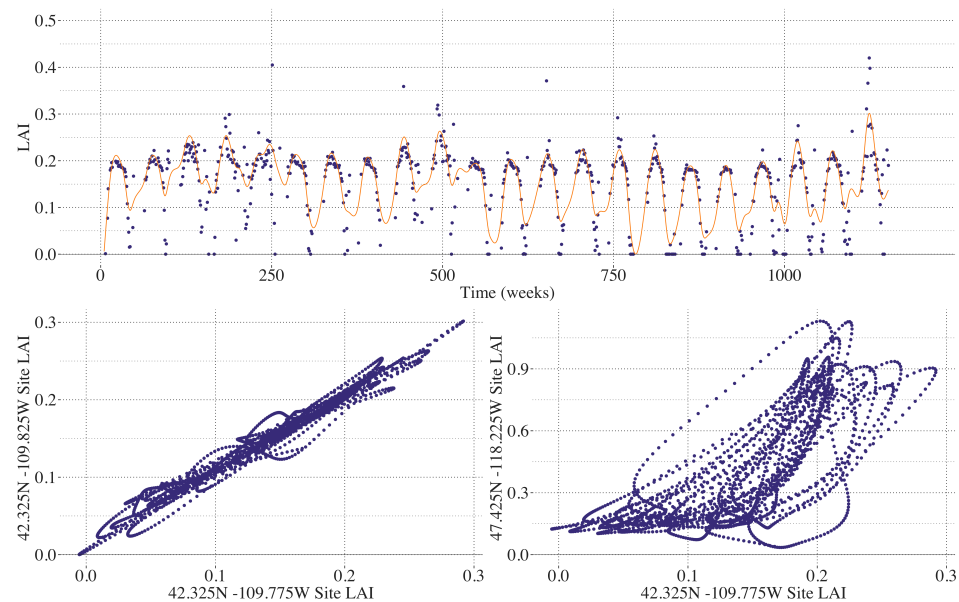 0.5
0.4
0.3
0.2
0.1
0.0
LAI
0 250 500 750 1000
Time (weeks)
0.3
0.2
0.1
0.0
42.325N -109.825W Site LAI
0.0 0.1 0.2 0.3
42.325N -109.775W Site LAI
0.9
0.6
0.3
0.0
47.425N -118.225W Site LAI
0.0 0.1 0.2 0.3
42.325N -109.775W Site LAI